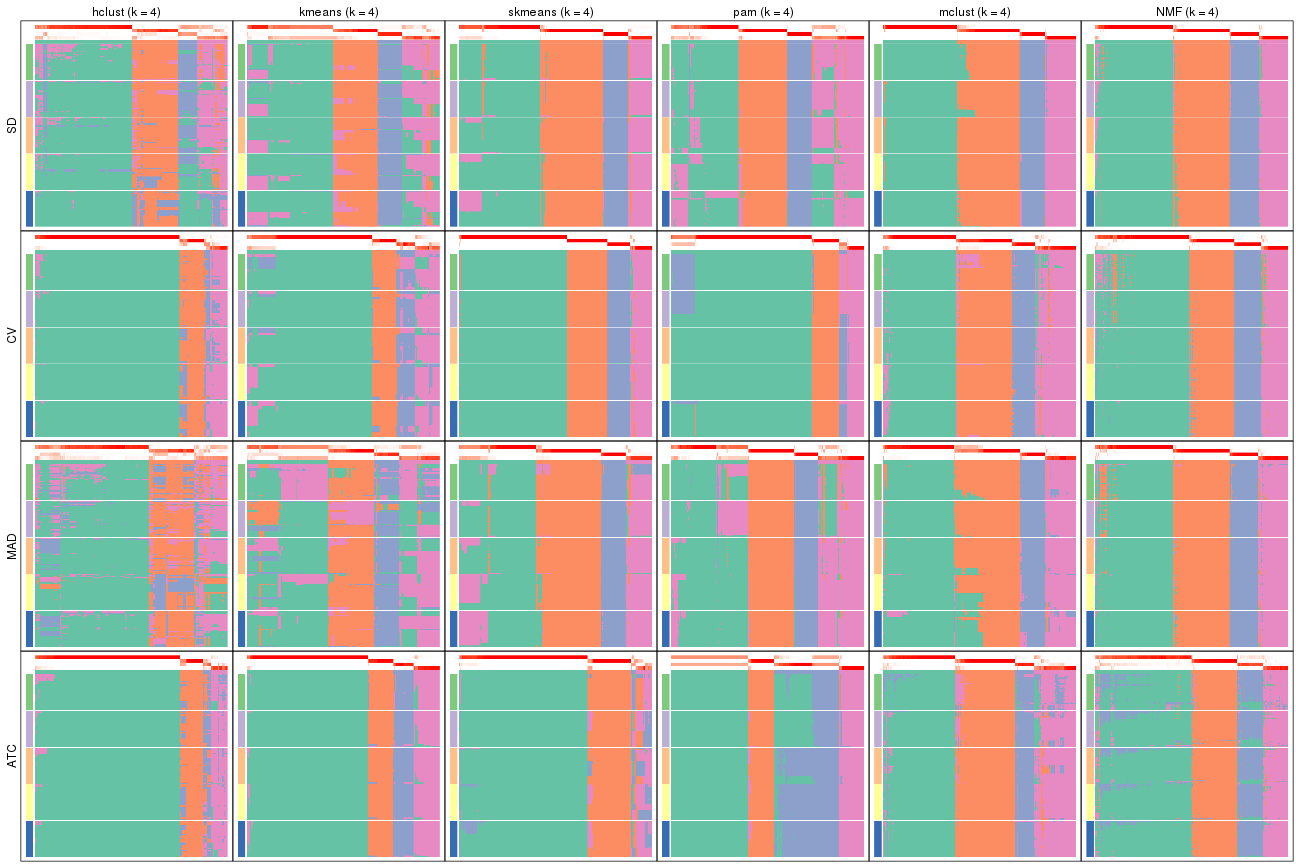 hclust (k = 4) kmeans (k = 4) skmeans (k = 4) pam (k = 4) mclust (k = 4) NMF (k = 4)
SD
CV
MAD
ATC